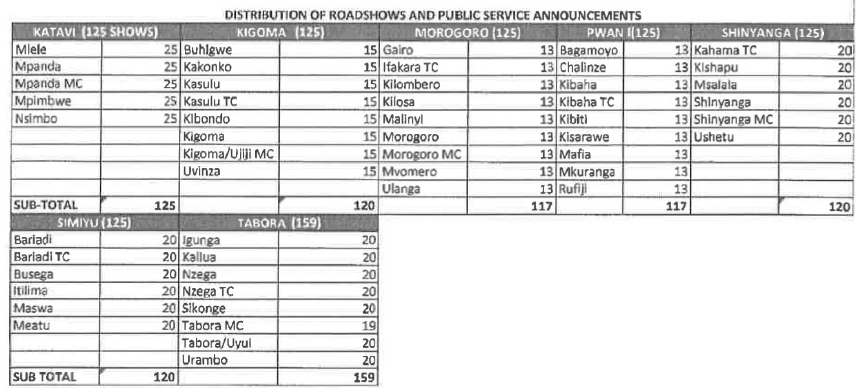 DISTRIBUTION OF ROADSHOWS AND PUBLIC SERVICE ANNOUNCEMENTS
KATAVI (125 SHOWS) KIGOMA (125) MOROGORO (125) PWAN I(125) SHINYANGA (125)
Mlele 25 Buhigwe 15 Gairo 13 Bagamoyo 13 Kahama TC 20
Mpanda 25 Kakonko 15 Ifakara TC 13 Chalinze 13 Kishapu 20
Mpanda MC 25 Kasulu 15 Kilombero 13 Kibaha 13 Msalala 20
Mpimbwe 25 Kasulu TC 15 Kilosa 13 Kibaha TC 13 Shinyanga 20
Nsimbo 25 Kibondo 15 Malinyi 13 Kibiti 13 Shinyanga MC 20
Kigoma 15 Morogoro 13 Kisarawe 13 Ushetu 20
Kigoma/Ujiji MC 15 Morogoro MC 13 Mafia 13
Uvinza 15 Mvomero 13 Mkuranga 13
Ulanga 13 Rufiji 13
SUB-TOTAL 125 120 117 117 120
SIMIYU (125) TABORA (159)
Bariadi 20 Igunga 20
Bariadi TC 20 Kaliua 20
Busega 20 Nzega 20
Itilima 20 Nzega TC 20
Maswa 20 Sikonge 20
Meatu 20 Tabora MC 19
Tabora/Uyui 20
Urambo 20
SUB TOTAL 120 159